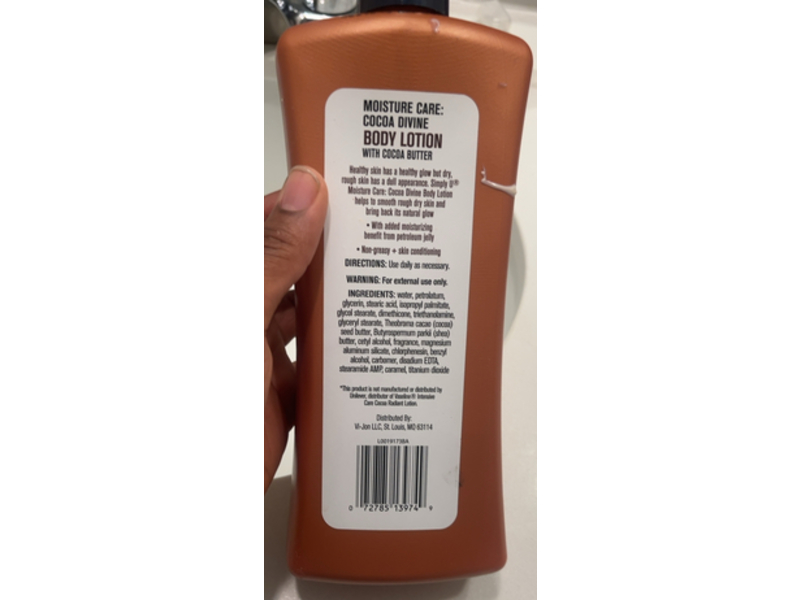 MOISTURE CARE:
COCOA DIVINE
BODY LOTION
WITH COCOA BUTTER
Healthy skin has a healthy glow but dry,
rough skin has a dull appearance. Simply U®
Moisture Care: Cocoa Divine Body Lotion
helps to smooth rough dry skin and
bring back its natural glow
• With added moisturizing
benefit from petroleum jelly
• Non-greasy + skin conditioning
DIRECTIONS: Use daily as necessary.
WARNING: For external use only.
INGREDIENTS: water, petrolatum,
glycerin, stearic acid, isopropyl palmitate,
glycol stearate, dimethicone, triethanolamine,
glyceryl stearate, Theobroma cacao (cocoa)
seed butter, Butyrospermum parkii (shea)
butter, cetyl alcohol, fragrance, magnesium
aluminum silicate, chlorphenesin, benzyl
alcohol, carbomer, disodium EDTA,
stearamide AMP, caramel, titanium dioxide
*This product is not manufactured or distributed by
Unilever, distributor of Vaseline® Intensive
Care Cocoa Radiant Lotion.
Distributed By:
Vi-Jon LLC, St. Louis, MO 63114
L0019173BA
0 72785 13974 9